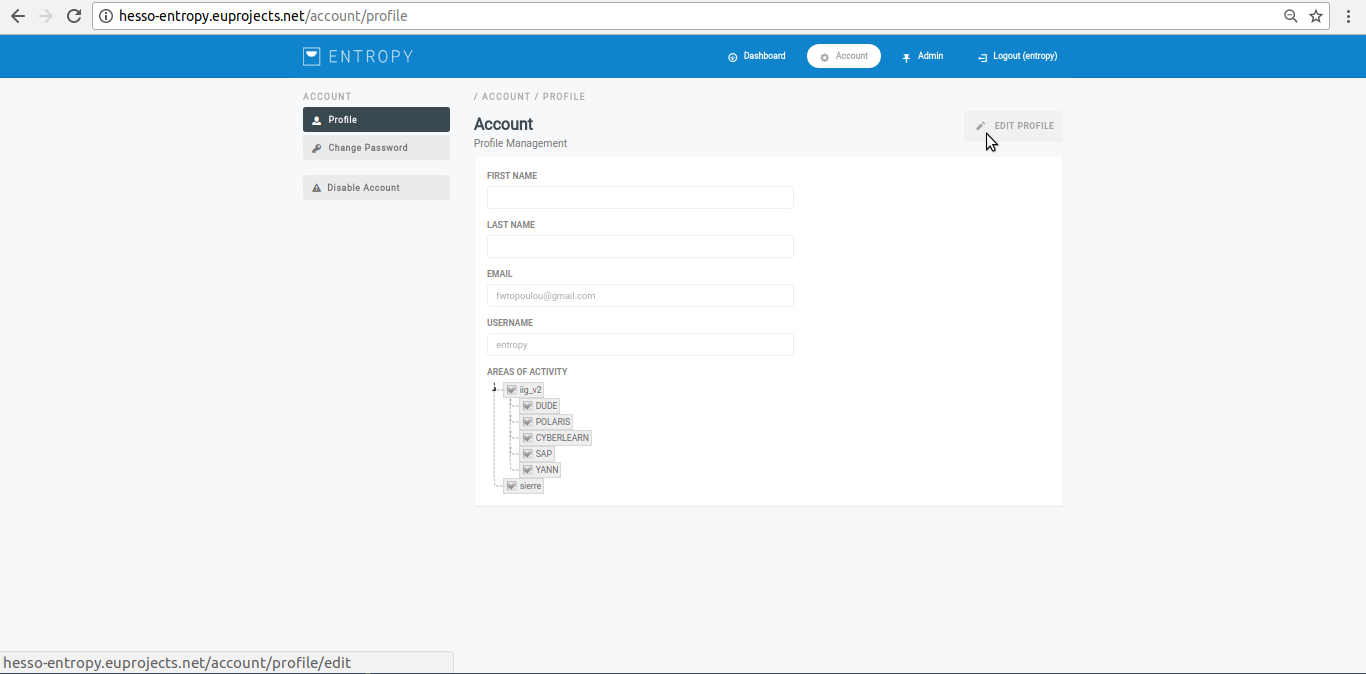 hesso-entropy.euprojects.net/account/profile
ENTROPY
Dashboard
Account
Admin
Logout (entropy)
ACCOUNT
Profile
Change Password
Disable Account
/ ACCOUNT / PROFILE
Account
Profile Management
EDIT PROFILE
FIRST NAME
LAST NAME
EMAIL
fwtopoulou@gmail.com
USERNAME
entropy
AREAS OF ACTIVITY
iig_v2
DUDE
POLARIS
CYBERLEARN
SAP
YANN
sierre
hesso-entropy.euprojects.net/account/profile/edit